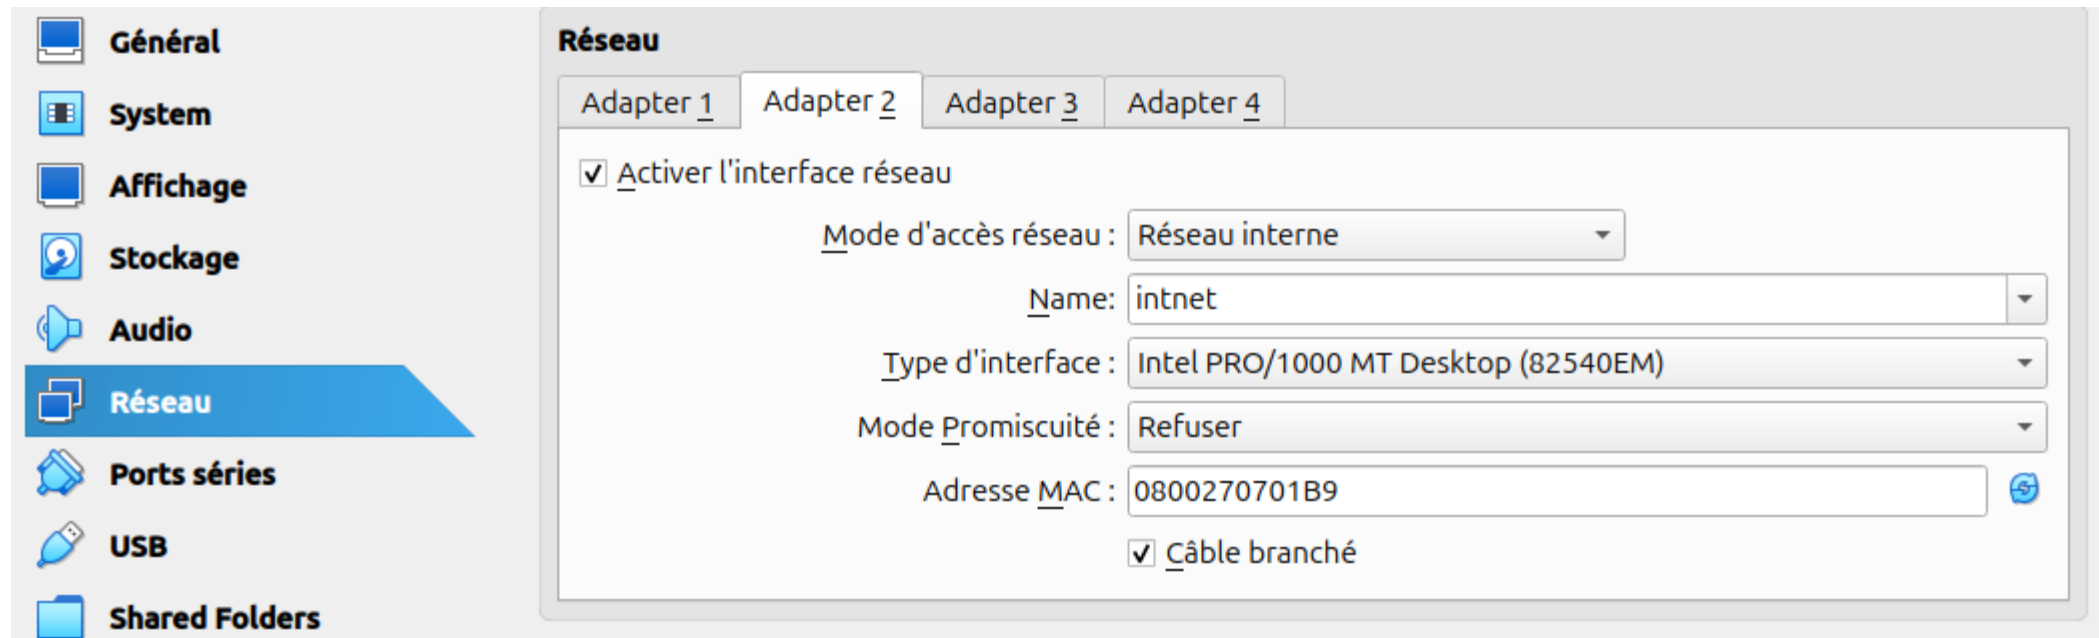 Général
System
Affichage
Stockage
Audio
Réseau
Ports séries
USB
Shared Folders
Réseau
Adapter 1 Adapter 2 Adapter 3 Adapter 4
Activer l'interface réseau
Mode d'accès réseau : Réseau interne
Name: intnet
Type d'interface : Intel PRO/1000 MT Desktop (82540EM)
Mode Promiscuité : Refuser
Adresse MAC : 0800270701B9
Câble branché